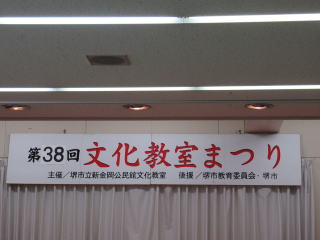 第38回文化教室まつり
主催／堺市立新金岡公民館文化教室　後援／堺市教育委員会・堺市